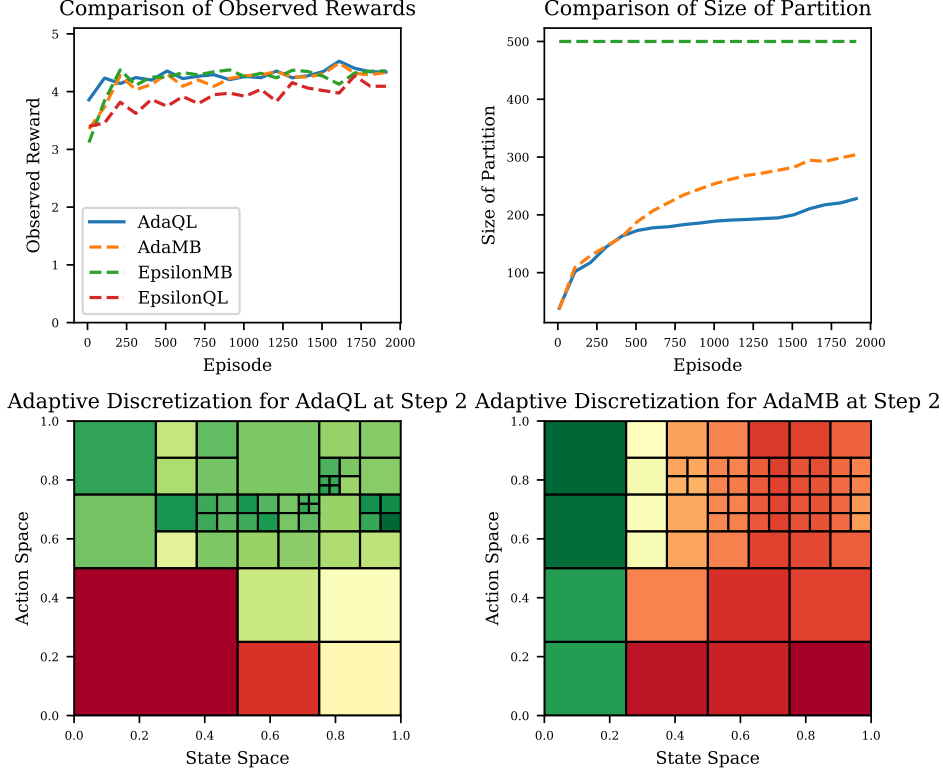 Comparison of Observed Rewards
5
4
3
2
1
0
Observed Reward
AdaQL
AdaMB
EpsilonMB
EpsilonQL
0 250 500 750 1000 1250 1500 1750 2000
Episode
Comparison of Size of Partition
500
400
300
200
100
Size of Partition
0 250 500 750 1000 1250 1500 1750 2000
Episode
Adaptive Discretization for AdaQL at Step 2
1.0
0.8
0.6
0.4
0.2
0.0
Action Space
0.0 0.2 0.4 0.6 0.8 1.0
State Space
Adaptive Discretization for AdaMB at Step 2
1.0
0.8
0.6
0.4
0.2
0.0
Action Space
0.0 0.2 0.4 0.6 0.8 1.0
State Space